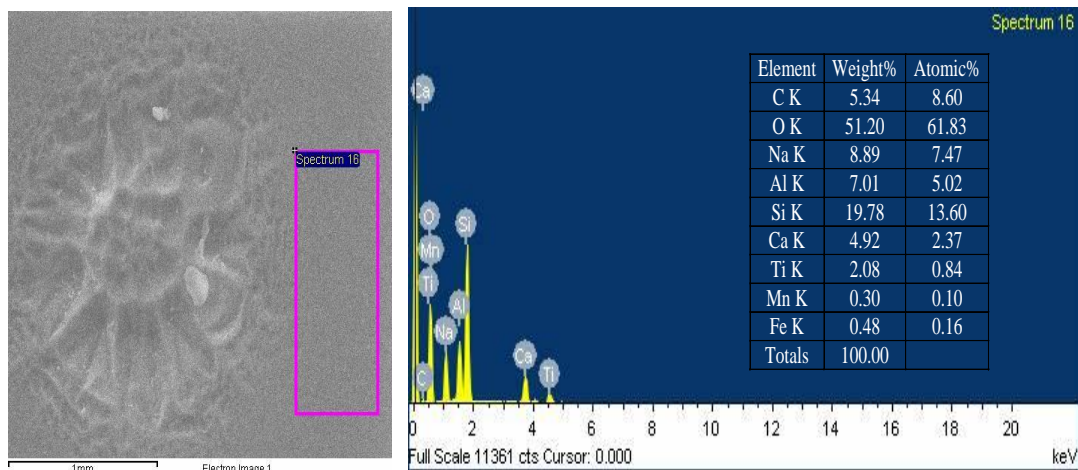 Spectrum 16
1mm
Electron Image 1
Spectrum 16
Element Weight% Atomic%
C K 5.34 8.60
O K 51.20 61.83
Na K 8.89 7.47
Al K 7.01 5.02
Si K 19.78 13.60
Ca K 4.92 2.37
Ti K 2.08 0.84
Mn K 0.30 0.10
Fe K 0.48 0.16
Totals 100.00
Ca
O
Si
Mn
Ti
Al
Na
Ca
Ti
C
0 2 4 6 8 10 12 14 16 18 20
Full Scale 11361 cts Cursor: 0.000 keV